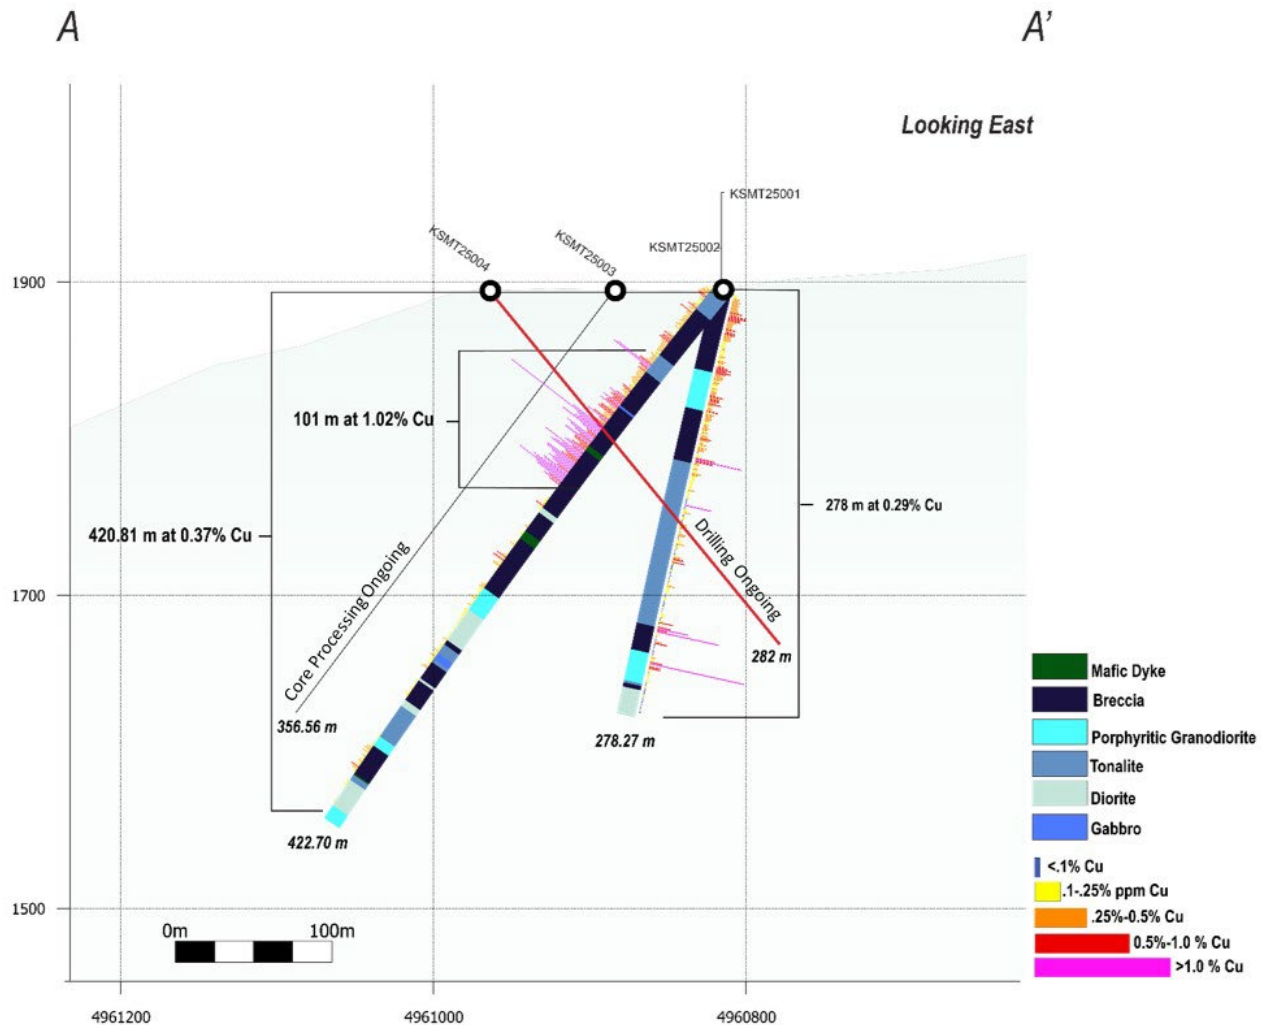 A
A'
Looking East
KSMT25001
KSMT25002
KSMT25003
KSMT25004
1900
101 m at 1.02% Cu
278 m at 0.29% Cu
420.81 m at 0.37% Cu
Drilling Ongoing
Core Processing Ongoing
1700
282 m
356.56 m
278.27 m
422.70 m
Mafic Dyke
Breccia
Porphyritic Granodiorite
Tonalite
Diorite
Gabbro
<.1% Cu
.1-.25% ppm Cu
.25%-0.5% Cu
0.5%-1.0 % Cu
>1.0 % Cu
1500
0m 100m
4961200 4961000 4960800